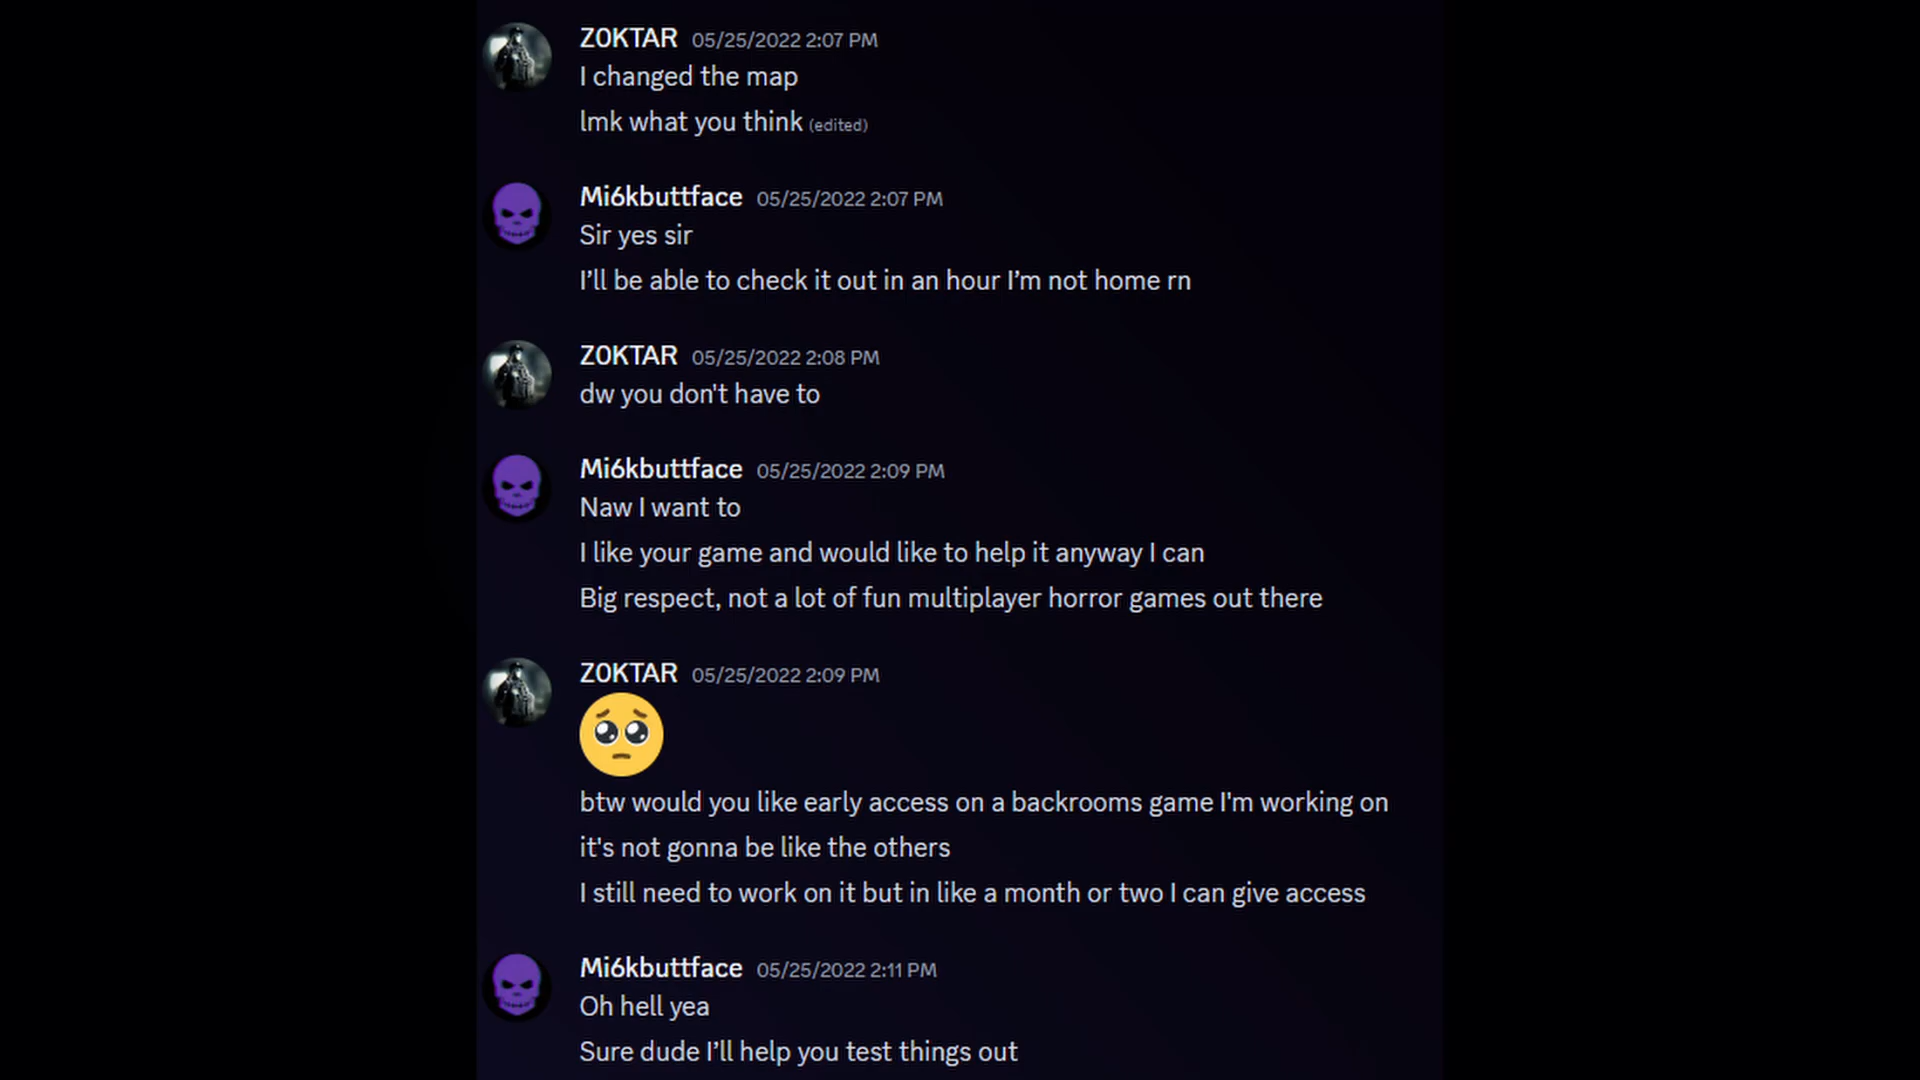 Z0KTAR 05/25/2022 2:07 PM
I changed the map
lmk what you think (edited)
Mi6kbuttface 05/25/2022 2:07 PM
Sir yes sir
I’ll be able to check it out in an hour I’m not home rn
Z0KTAR 05/25/2022 2:08 PM
dw you don't have to
Mi6kbuttface 05/25/2022 2:09 PM
Naw I want to
I like your game and would like to help it anyway I can
Big respect, not a lot of fun multiplayer horror games out there
Z0KTAR 05/25/2022 2:09 PM
btw would you like early access on a backrooms game I'm working on
it's not gonna be like the others
I still need to work on it but in like a month or two I can give access
Mi6kbuttface 05/25/2022 2:11 PM
Oh hell yea
Sure dude I’ll help you test things out